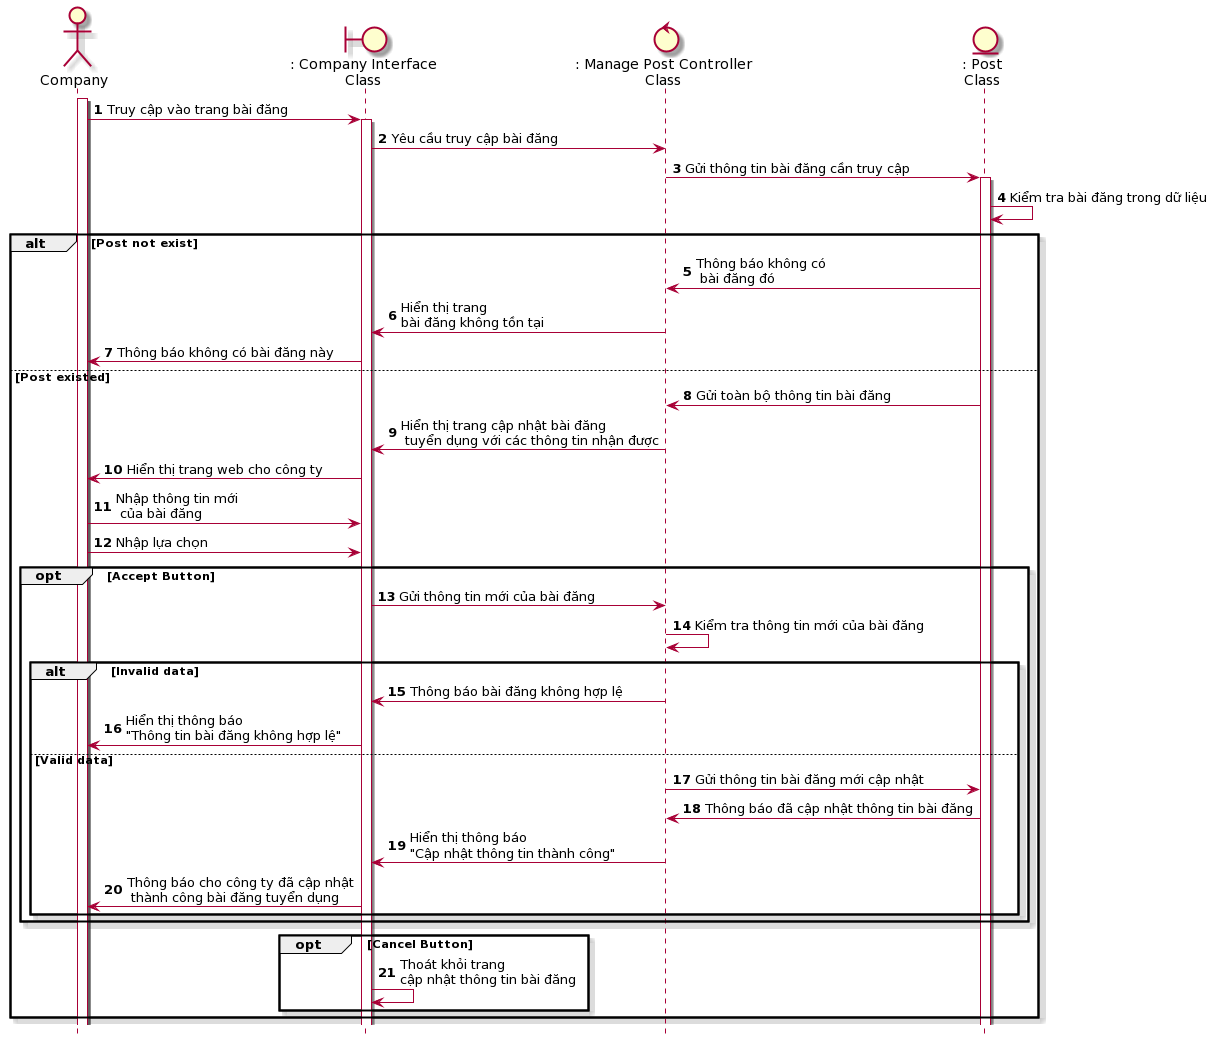 Company
: Company Interface
Class
: Manage Post Controller
Class
: Post
Class
1 Truy cập vào trang bài đăng
2 Yêu cầu truy cập bài đăng
3 Gửi thông tin bài đăng cần truy cập
4 Kiểm tra bài đăng trong dữ liệu
alt [Post not exist]
5 Thông báo không có
bài đăng đó
6 Hiển thị trang
bài đăng không tồn tại
7 Thông báo không có bài đăng này
[Post existed]
8 Gửi toàn bộ thông tin bài đăng
9 Hiển thị trang cập nhật bài đăng
tuyển dụng với các thông tin nhận được
10 Hiển thị trang web cho công ty
11 Nhập thông tin mới
của bài đăng
12 Nhập lựa chọn
opt [Accept Button]
13 Gửi thông tin mới của bài đăng
14 Kiểm tra thông tin mới của bài đăng
alt [Invalid data]
15 Thông báo bài đăng không hợp lệ
16 Hiển thị thông báo
"Thông tin bài đăng không hợp lệ"
[Valid data]
17 Gửi thông tin bài đăng mới cập nhật
18 Thông báo đã cập nhật thông tin bài đăng
19 Hiển thị thông báo
"Cập nhật thông tin thành công"
20 Thông báo cho công ty đã cập nhật
thành công bài đăng tuyển dụng
opt [Cancel Button]
21 Thoát khỏi trang
cập nhật thông tin bài đăng